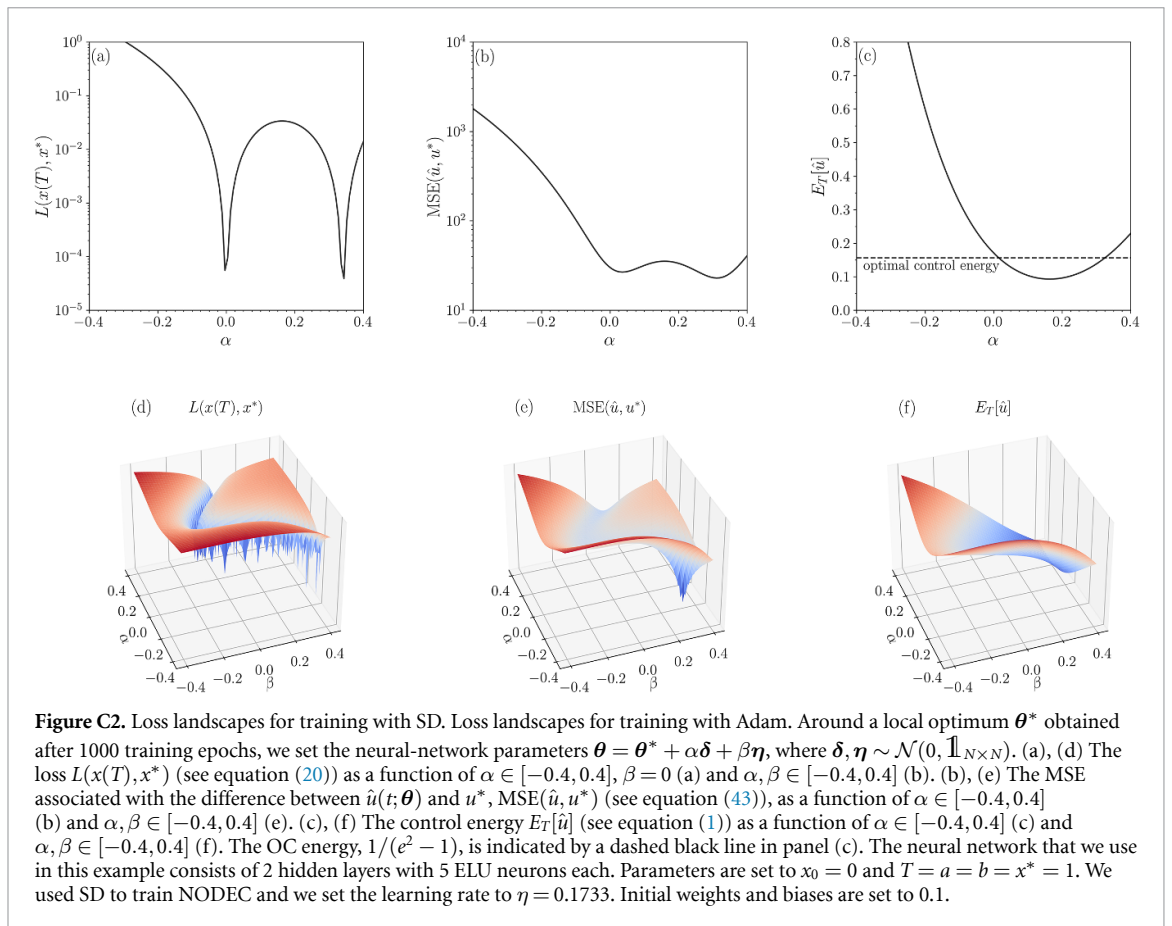 (a)
10⁰
10⁻¹
10⁻²
10⁻³
10⁻⁴
10⁻⁵
L(x(T), x*)
−0.4 −0.2 0.0 0.2 0.4
α
(b)
10⁴
10³
10²
10¹
MSE(û, u*)
−0.4 −0.2 0.0 0.2 0.4
α
(c)
0.8
0.7
0.6
0.5
0.4
0.3
0.2
0.1
0.0
E_T[û]
optimal control energy
−0.4 −0.2 0.0 0.2 0.4
α
(d) L(x(T), x*)
0.4
0.2
0.0
−0.2
−0.4
α
−0.4 −0.2 0.0 0.2 0.4
β
(e) MSE(û, u*)
0.4
0.2
0.0
−0.2
−0.4
α
−0.4 −0.2 0.0 0.2 0.4
β
(f) E_T[û]
0.4
0.2
0.0
−0.2
−0.4
α
−0.4 −0.2 0.0 0.2 0.4
β
Figure C2. Loss landscapes for training with SD. Loss landscapes for training with Adam. Around a local optimum θ* obtained
after 1000 training epochs, we set the neural-network parameters θ = θ* + αδ + βη, where δ, η ∼ 𝒩(0, 𝟙_{N×N}). (a), (d) The
loss L(x(T), x*) (see equation (20)) as a function of α ∈ [−0.4, 0.4], β = 0 (a) and α, β ∈ [−0.4, 0.4] (b). (b), (e) The MSE
associated with the difference between û(t; θ) and u*, MSE(û, u*) (see equation (43)), as a function of α ∈ [−0.4, 0.4]
(b) and α, β ∈ [−0.4, 0.4] (e). (c), (f) The control energy E_T[û] (see equation (1)) as a function of α ∈ [−0.4, 0.4] (c) and
α, β ∈ [−0.4, 0.4] (f). The OC energy, 1/(e² − 1), is indicated by a dashed black line in panel (c). The neural network that we use
in this example consists of 2 hidden layers with 5 ELU neurons each. Parameters are set to x₀ = 0 and T = a = b = x* = 1. We
used SD to train NODEC and we set the learning rate to η = 0.1733. Initial weights and biases are set to 0.1.